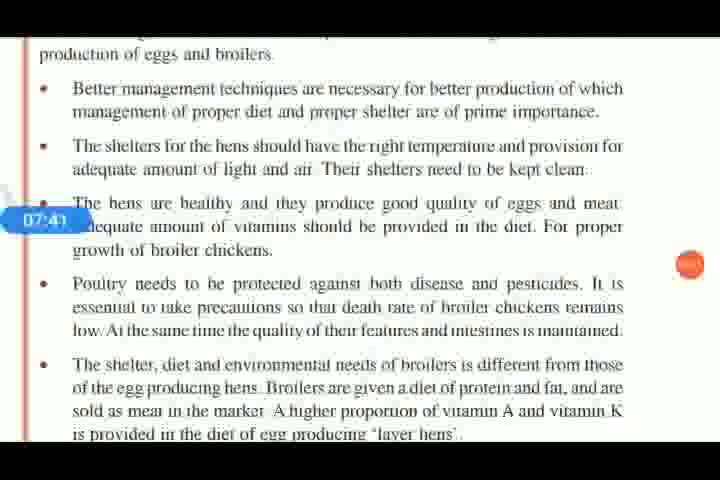 production of eggs and broilers.
• Better management techniques are necessary for better production of which
management of proper diet and proper shelter are of prime importance.
• The shelters for the hens should have the right temperature and provision for
adequate amount of light and air. Their shelters need to be kept clean.
• The hens are healthy and they produce good quality of eggs and meat.
07:41
adequate amount of vitamins should be provided in the diet. For proper
growth of broiler chickens.
• Poultry needs to be protected against both disease and pesticides. It is
essential to take precautions so that death rate of broiler chickens remains
low. At the same time the quality of their features and intestines is maintained.
• The shelter, diet and environmental needs of broilers is different from those
of the egg producing hens. Broilers are given a diet of protein and fat, and are
sold as meat in the market. A higher proportion of vitamin A and vitamin K
is provided in the diet of egg producing 'layer hens'.